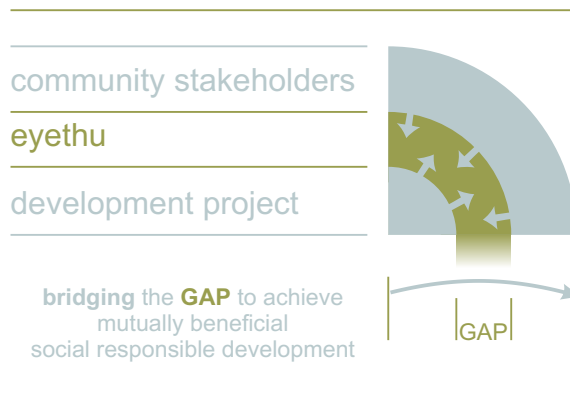 community stakeholders
eyethu
development project
bridging the GAP to achieve
mutually beneficial
social responsible development
GAP